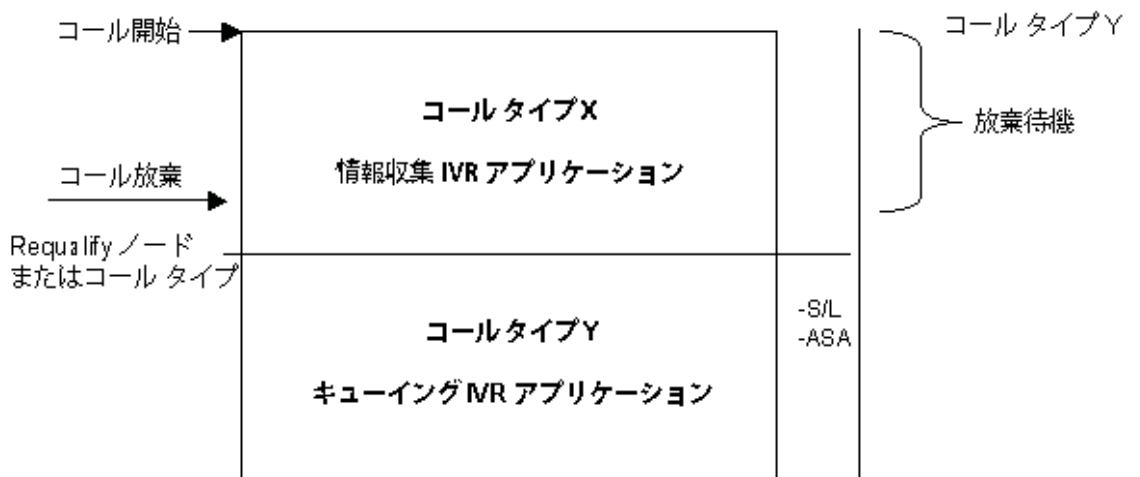 コール開始
コール タイプ Y
コール タイプ X
放棄待機
情報収集 IVR アプリケーション
コール放棄
Requalify ノード
またはコール タイプ
-S/L
-ASA
コール タイプ Y
キューイング IVR アプリケーション